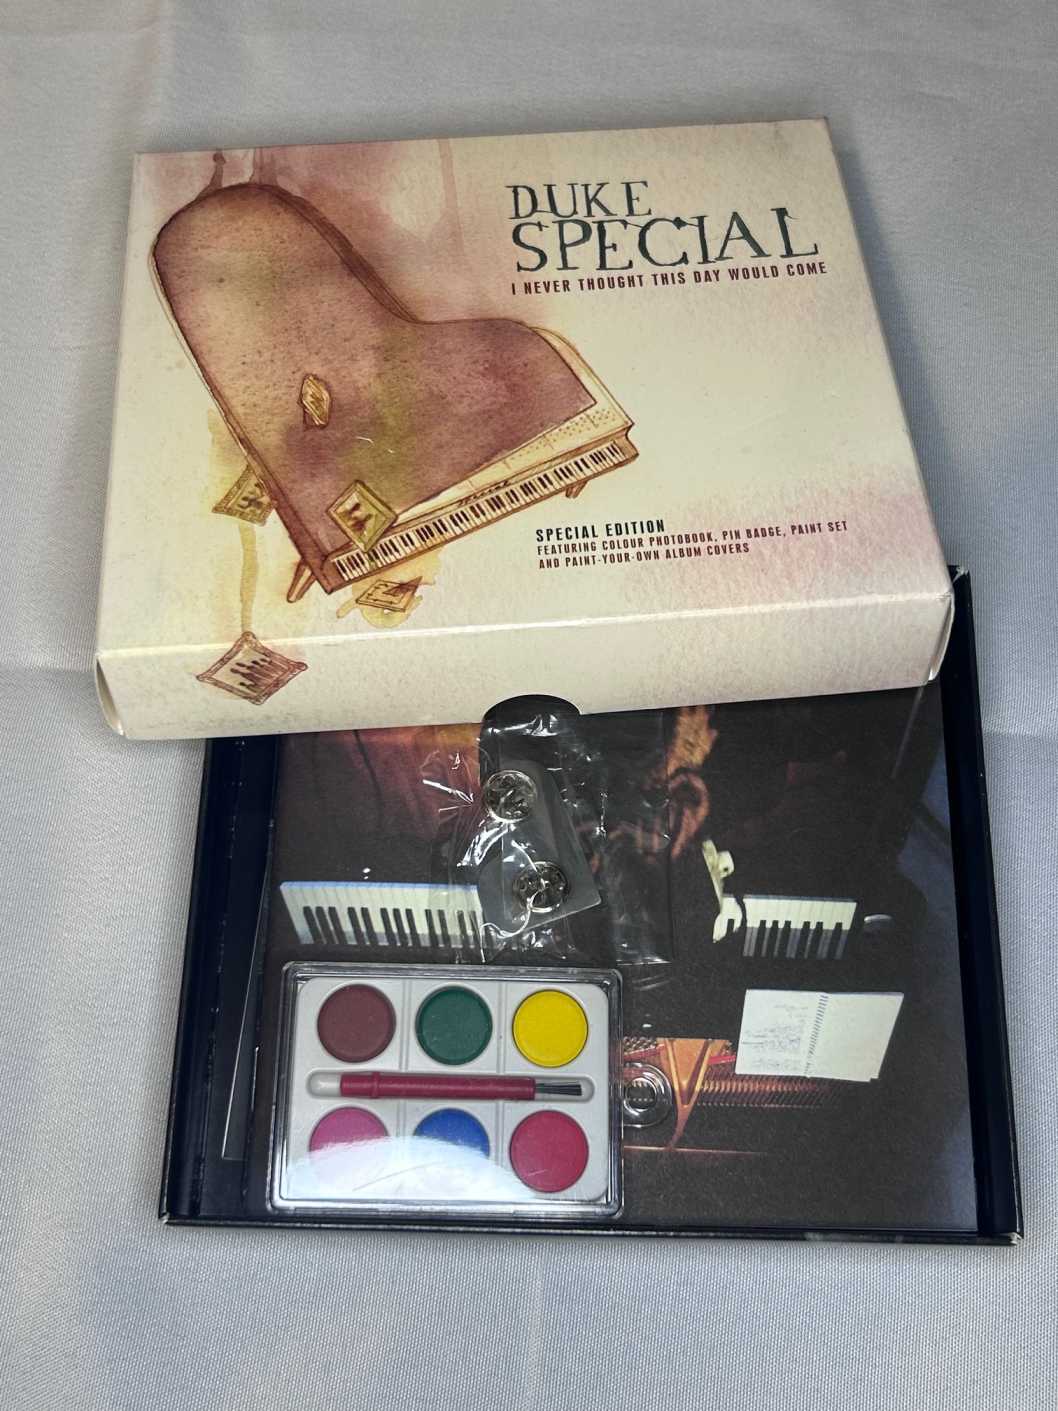 DUKE
SPECIAL
I NEVER THOUGHT THIS DAY WOULD COME
SPECIAL EDITION
FEATURING COLOUR PHOTOBOOK, PIN BADGE, PAINT SET
AND PAINT-YOUR-OWN ALBUM COVERS